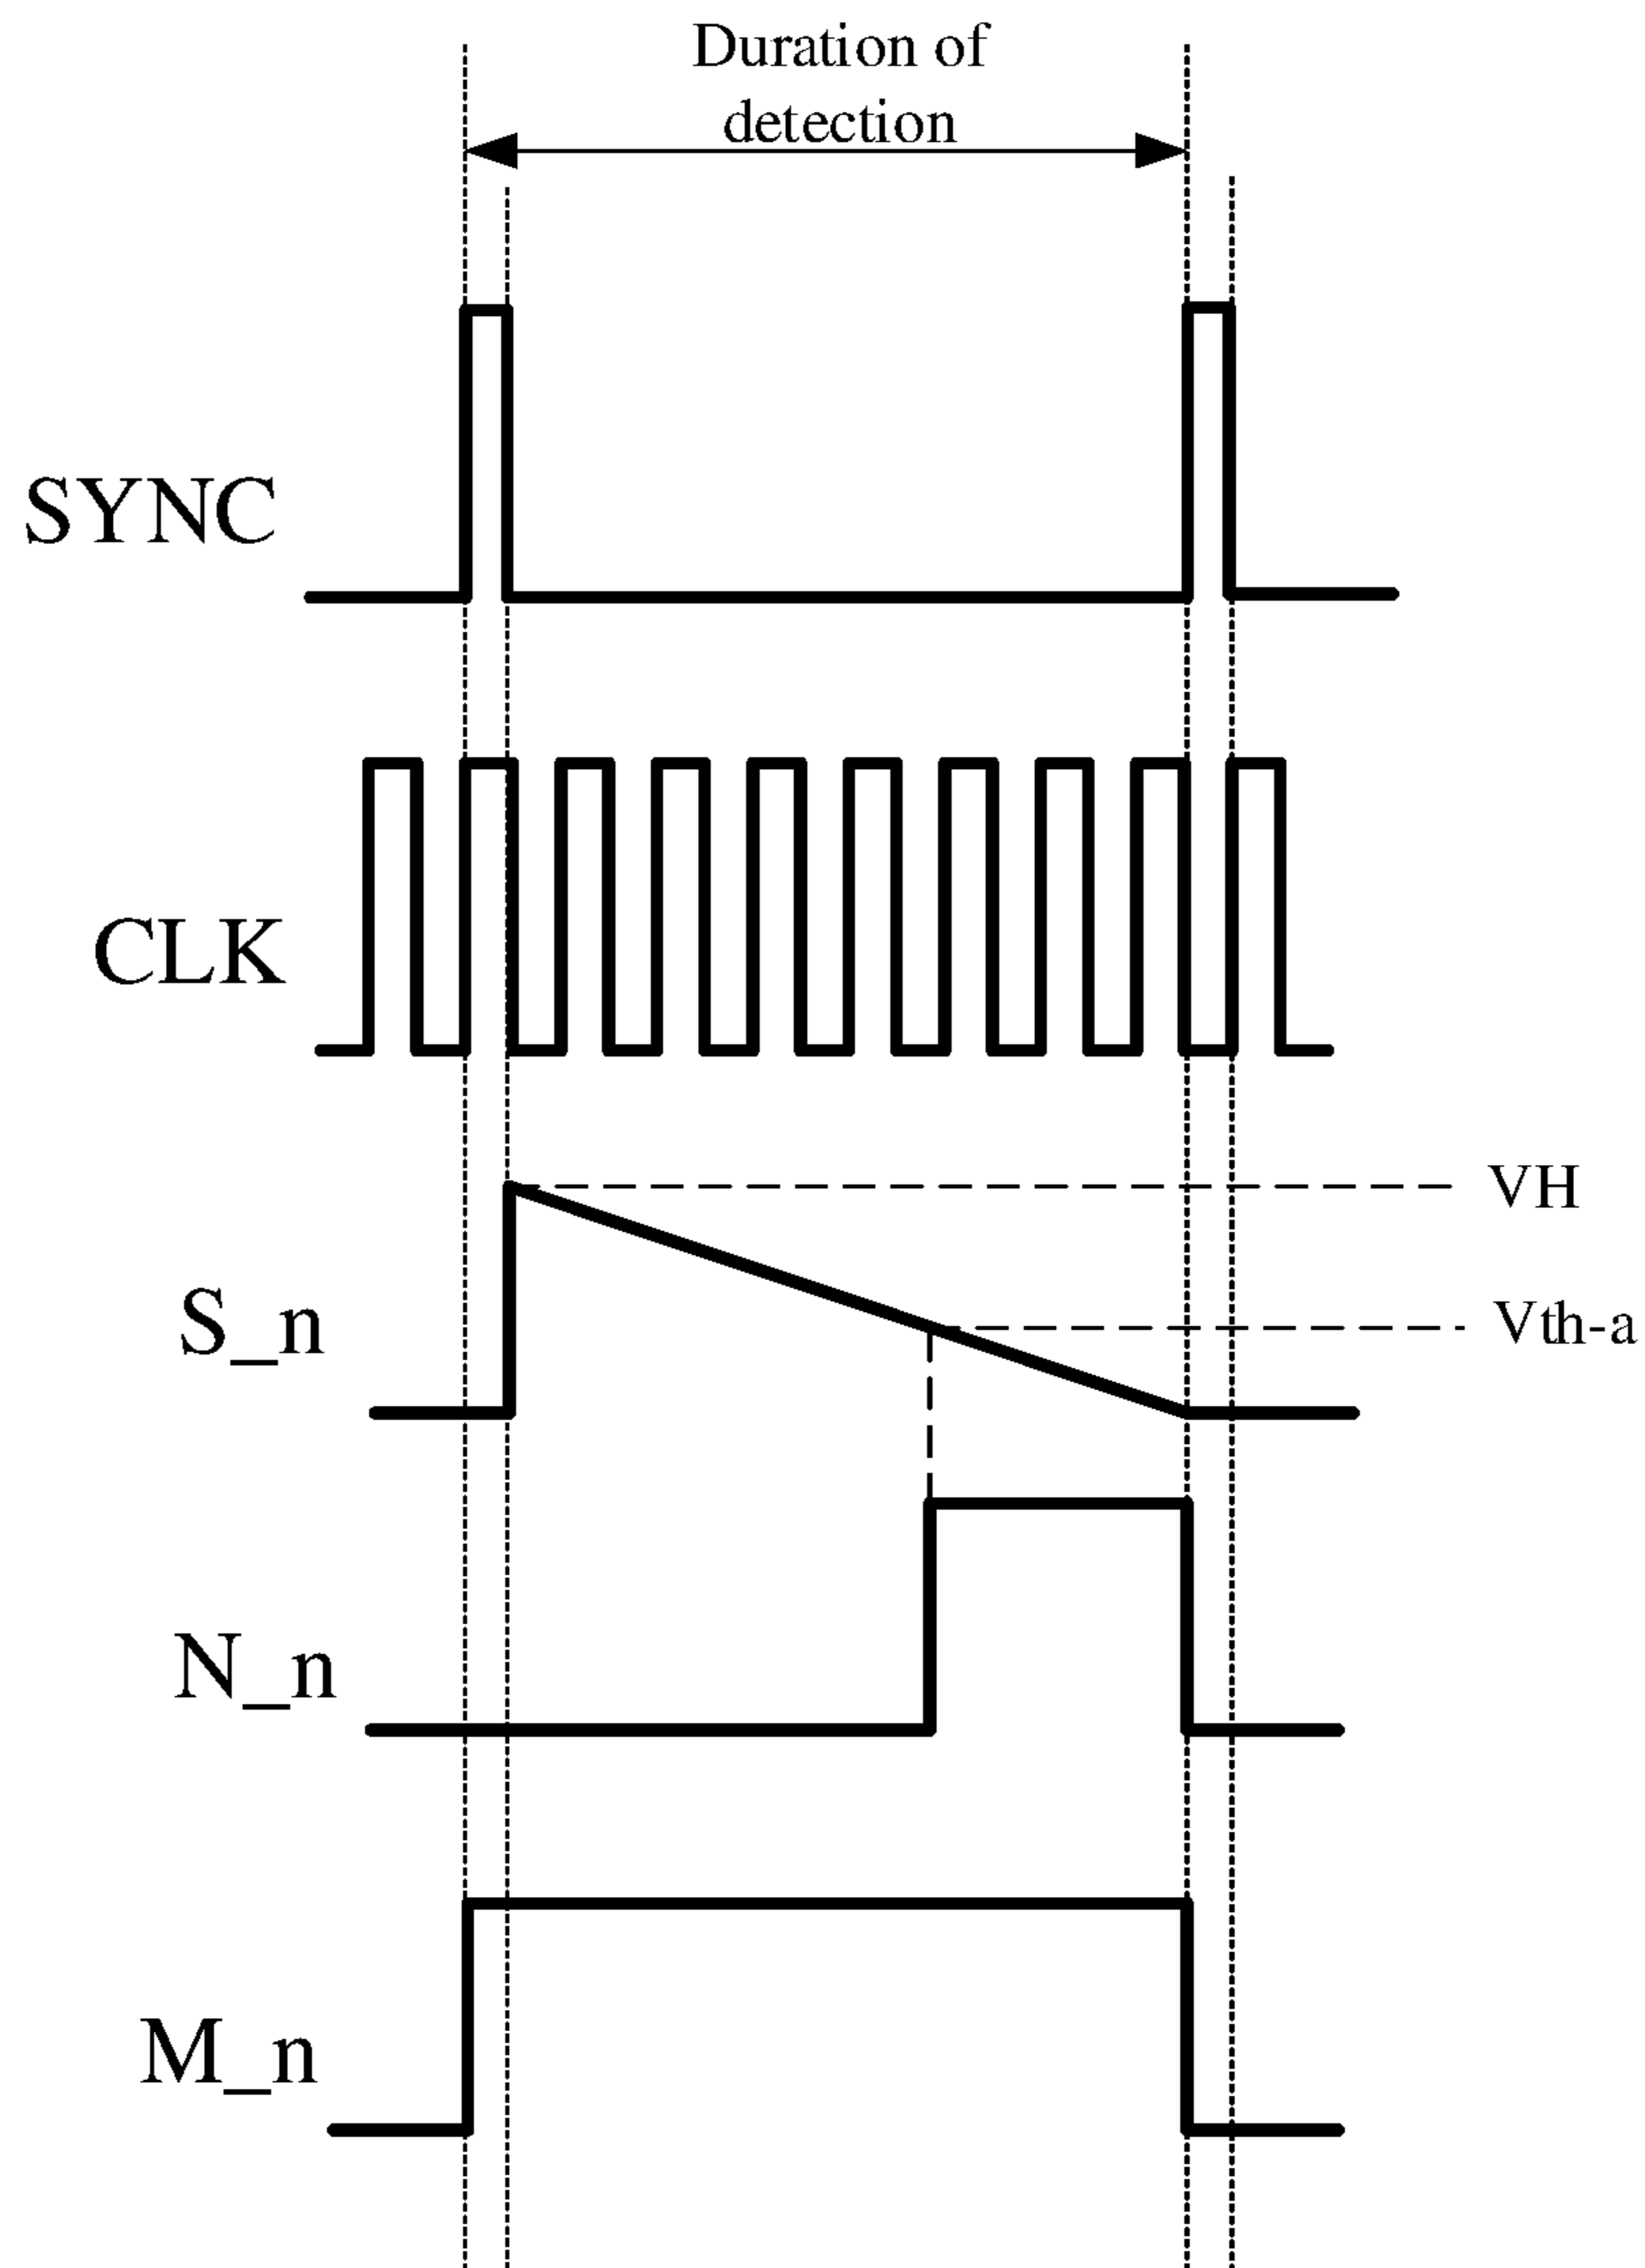 Duration of
detection
SYNC
CLK
VH
S_n
Vth-a
N_n
M_n